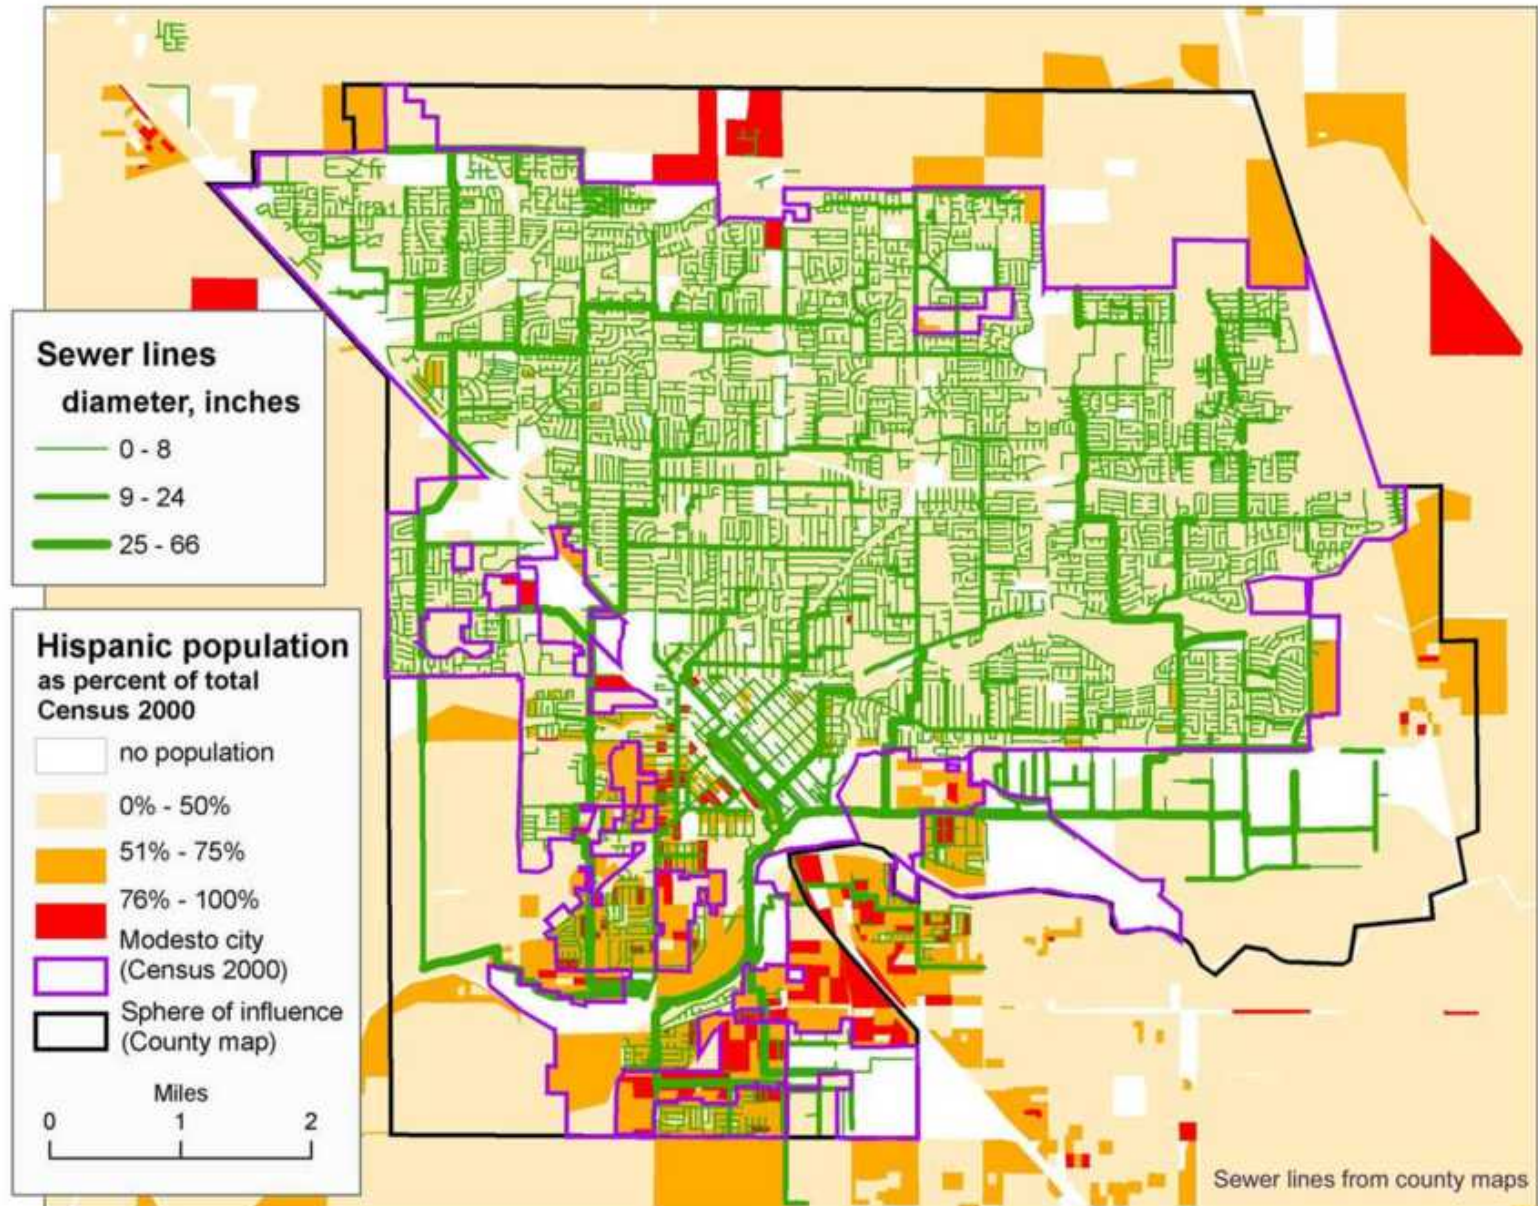 Sewer lines
diameter, inches
0 - 8
9 - 24
25 - 66
Hispanic population
as percent of total
Census 2000
no population
0% - 50%
51% - 75%
76% - 100%
Modesto city
(Census 2000)
Sphere of influence
(County map)
Miles
0 1 2
Sewer lines from county maps